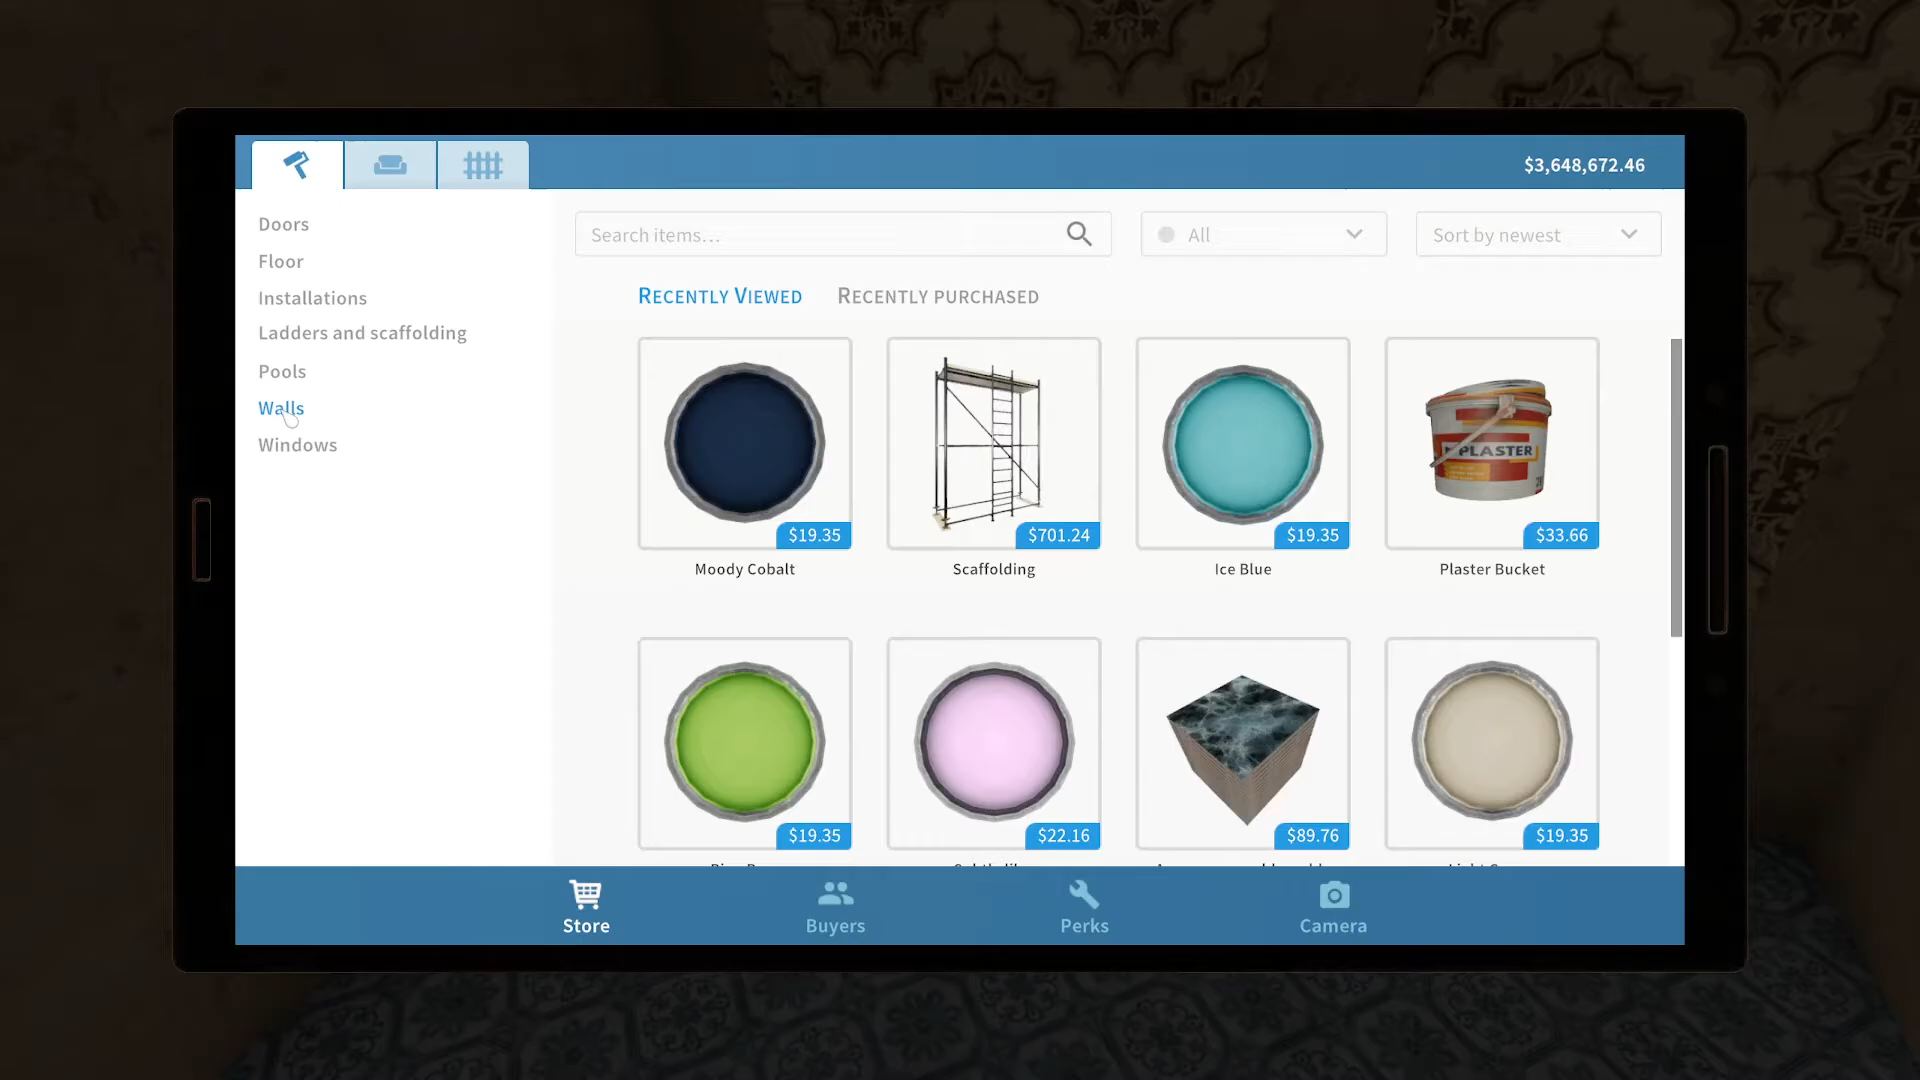 $3,648,672.46
Doors
Floor
Installations
Ladders and scaffolding
Pools
Walls
Windows
Search items...
All
Sort by newest
RECENTLY VIEWED
RECENTLY PURCHASED
$19.35
$701.24
$19.35
PLASTER
$33.66
Moody Cobalt
Scaffolding
Ice Blue
Plaster Bucket
$19.35
$22.16
$89.76
$19.35
Store
Buyers
Perks
Camera